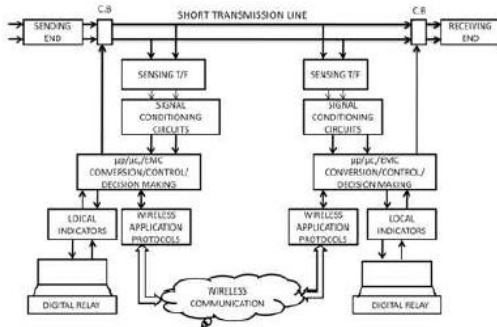 C.B
SHORT TRANSMISSION LINE
C.B
SENDING
END
RECEIVING
END
SENSING T/F
SENSING T/F
SIGNAL
CONDITIONING
CIRCUITS
SIGNAL
CONDITIONING
CIRCUITS
μp/μc/EMC
CONVERSION/CONTROL/
DECISION MAKING
μp/μc/EMC
CONVERSION/CONTROL/
DECISION MAKING
LOCAL
INDICATORS
WIRELESS
APPLICATION
PROTOCOLS
WIRELESS
APPLICATION
PROTOCOLS
LOCAL
INDICATORS
WIRELESS
COMMUNICATION
DIGITAL RELAY
DIGITAL RELAY